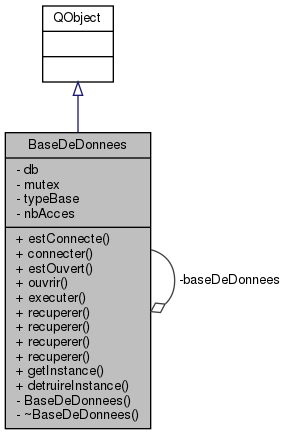 QObject
BaseDeDonnees
- db
- mutex
- typeBase
- nbAcces
+ estConnecte()
+ connecter()
+ estOuvert()
+ ouvrir()
+ executer()
+ recuperer()
+ recuperer()
+ recuperer()
+ recuperer()
+ getInstance()
+ detruireInstance()
- BaseDeDonnees()
- ~BaseDeDonnees()
-baseDeDonnees